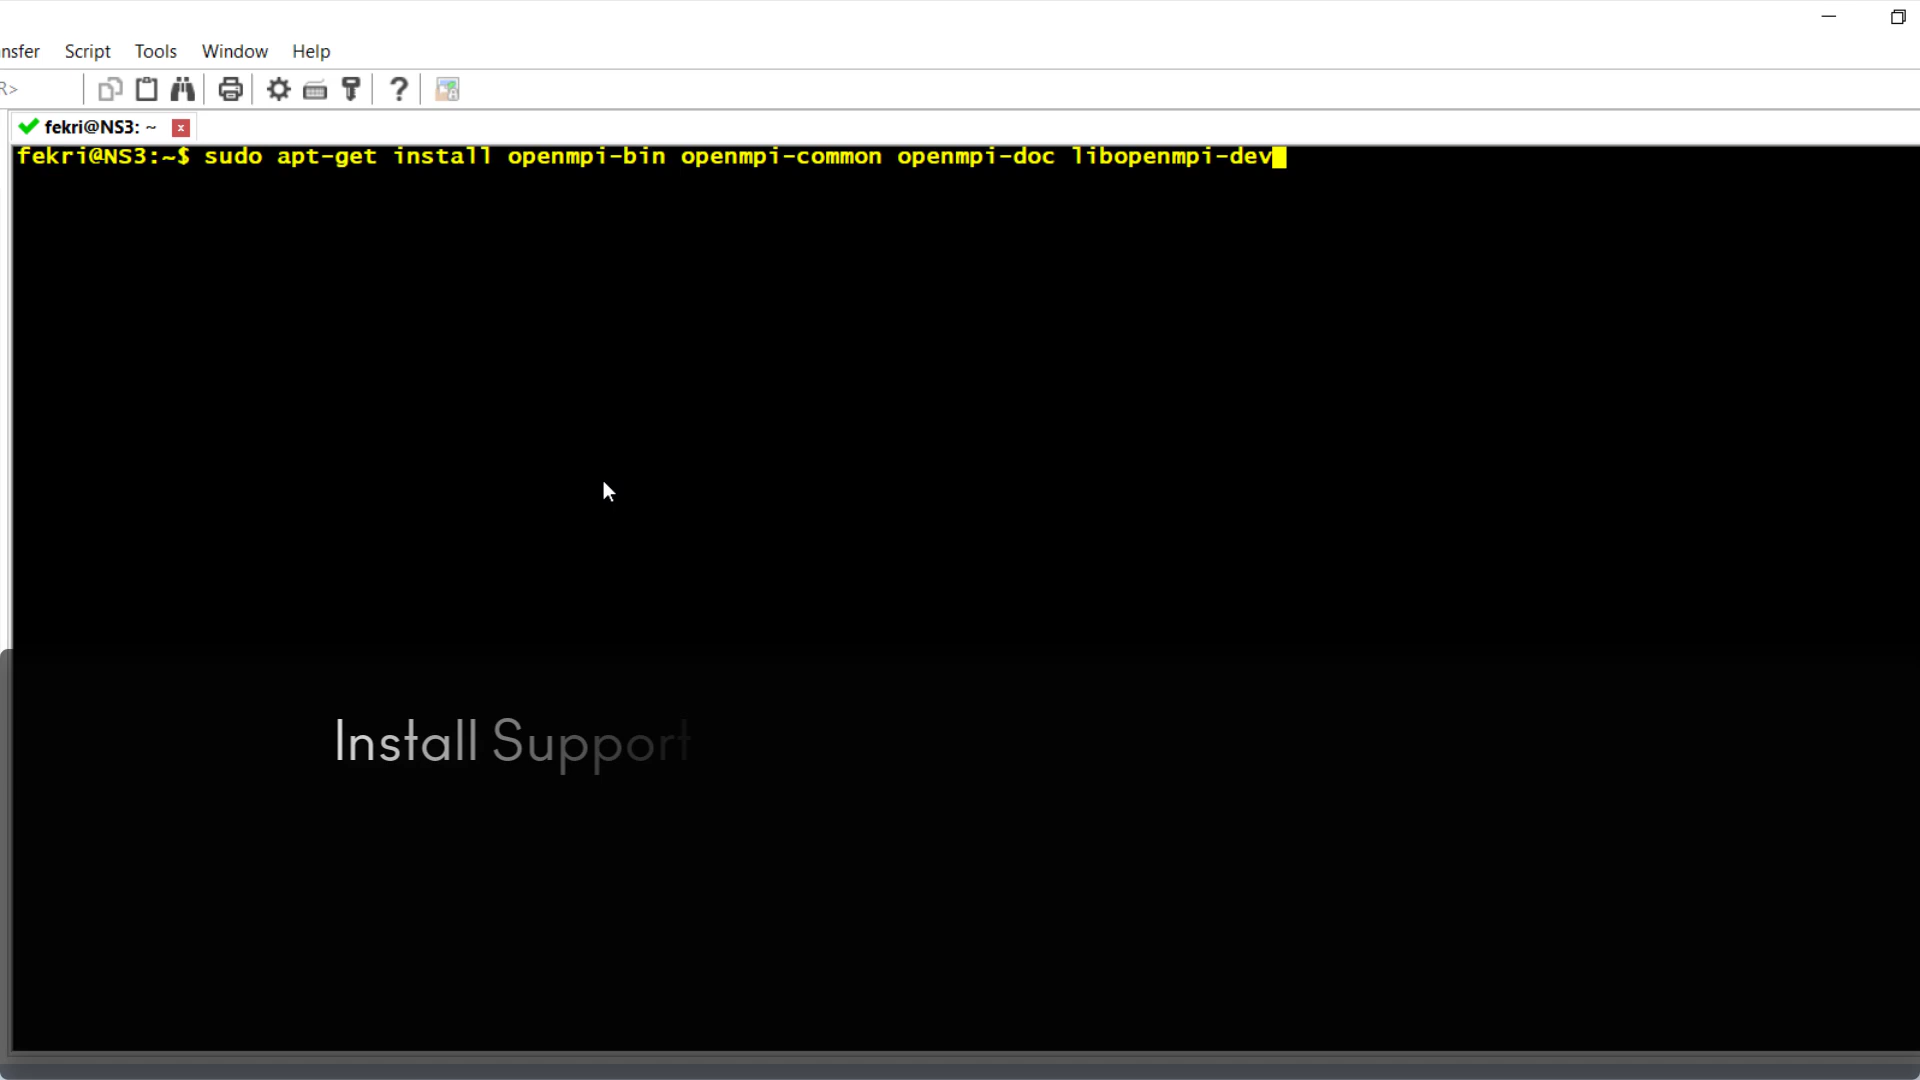 nsfer Script Tools Window Help
R>
fekri@NS3: ~
fekri@NS3:~$ sudo apt-get install openmpi-bin openmpi-common openmpi-doc libopenmpi-dev
Install Support